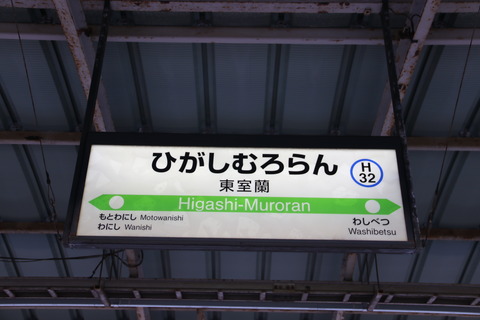 ひがしむろらん
東室蘭
H
32
Higashi-Muroran
もとわにし Motowanishi
わにし Wanishi
わしべつ
Washibetsu